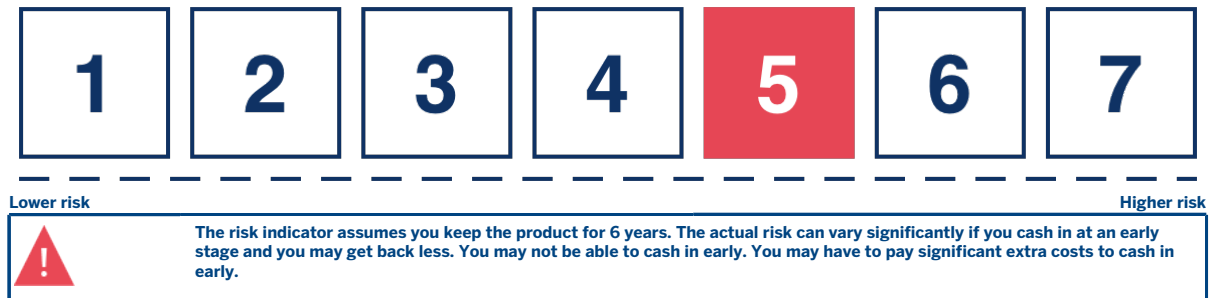 1 2 3 4 5 6 7
Lower risk Higher risk
!
The risk indicator assumes you keep the product for 6 years. The actual risk can vary significantly if you cash in at an early
stage and you may get back less. You may not be able to cash in early. You may have to pay significant extra costs to cash in
early.